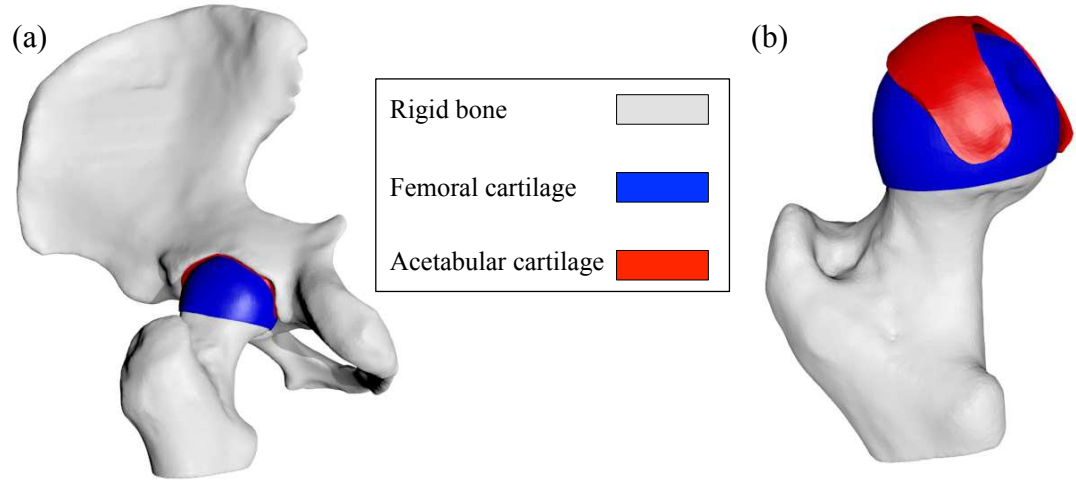 (a)
Rigid bone
Femoral cartilage
Acetabular cartilage
(b)